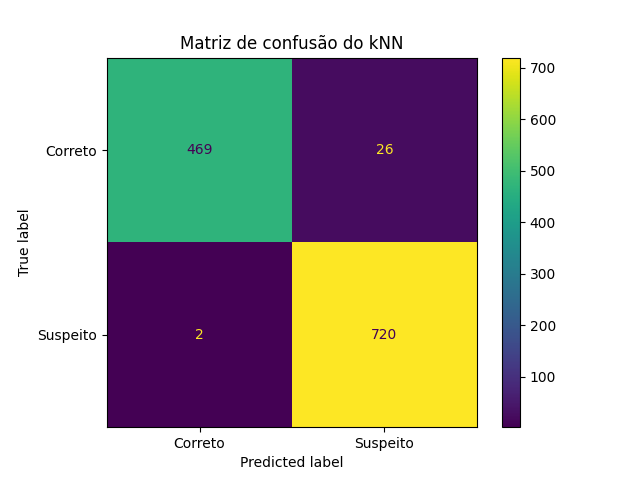 Matriz de confusão do kNN
Correto
469
26
Suspeito
2
720
Correto
Suspeito
True label
Predicted label
700
600
500
400
300
200
100